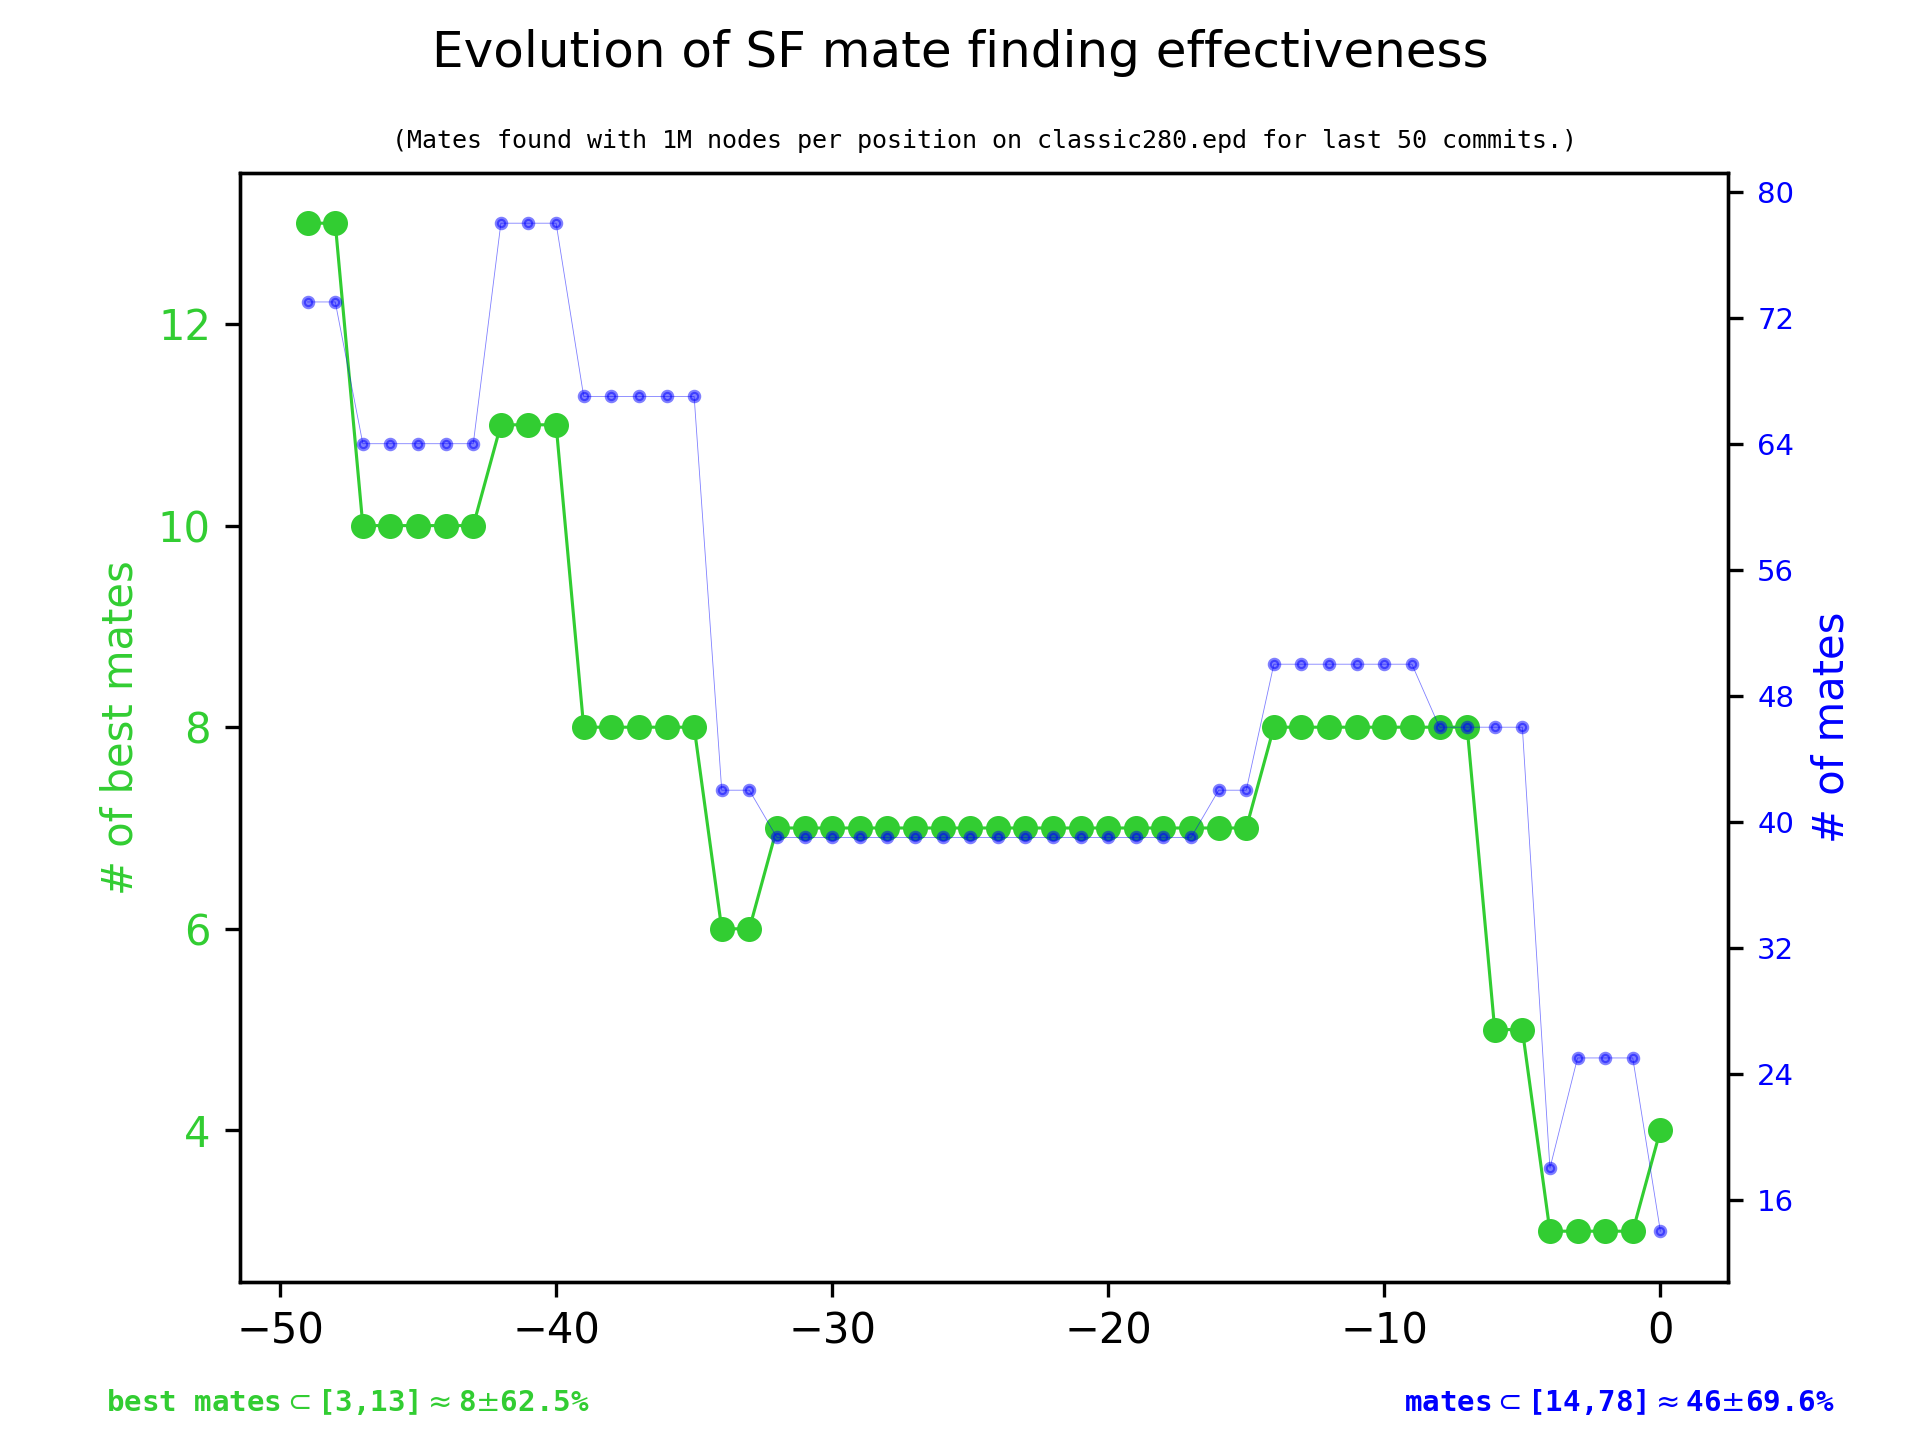 Evolution of SF mate finding effectiveness
(Mates found with 1M nodes per position on classic280.epd for last 50 commits.)
# of best mates
12
10
8
6
4
80
72
64
56
48
40
32
24
16
# of mates
−50 −40 −30 −20 −10 0
best mates ⊂ [3,13] ≈ 8±62.5%
mates ⊂ [14,78] ≈ 46±69.6%